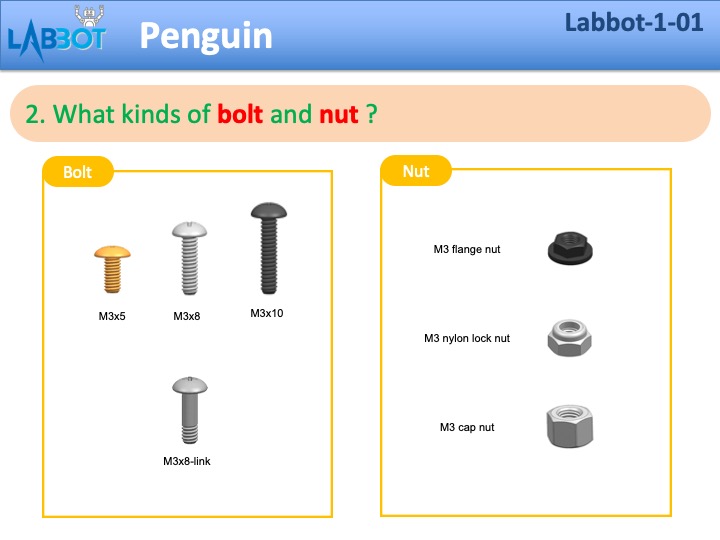 LABBOT
Penguin
Labbot-1-01
2. What kinds of bolt and nut ?
Bolt
Nut
M3x5
M3x8
M3x10
M3x8-link
M3 flange nut
M3 nylon lock nut
M3 cap nut